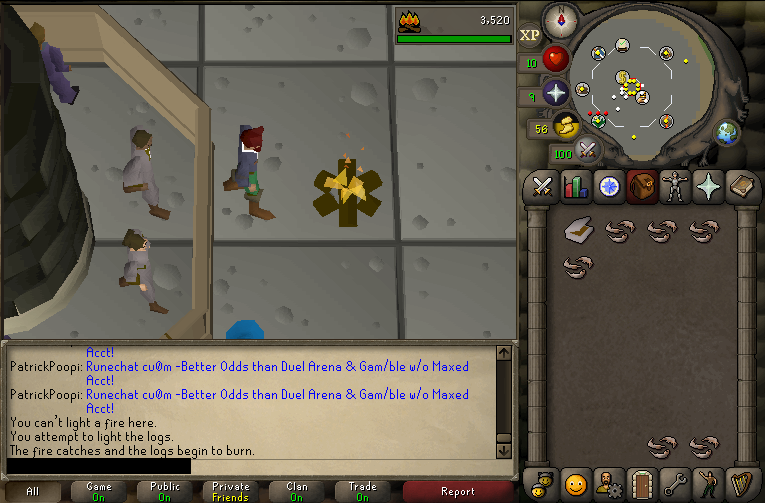 3,520
XP
N
10
9
56
100
Acct!
PatrickPoopi: Runechat cu0m -Better Odds than Duel Arena & Gam/ble w/o Maxed
Acct!
PatrickPoopi: Runechat cu0m -Better Odds than Duel Arena & Gam/ble w/o Maxed
Acct!
You can't light a fire here.
You attempt to light the logs.
The fire catches and the logs begin to burn.
All
Game
On
Public
On
Private
Friends
Clan
On
Trade
On
Report